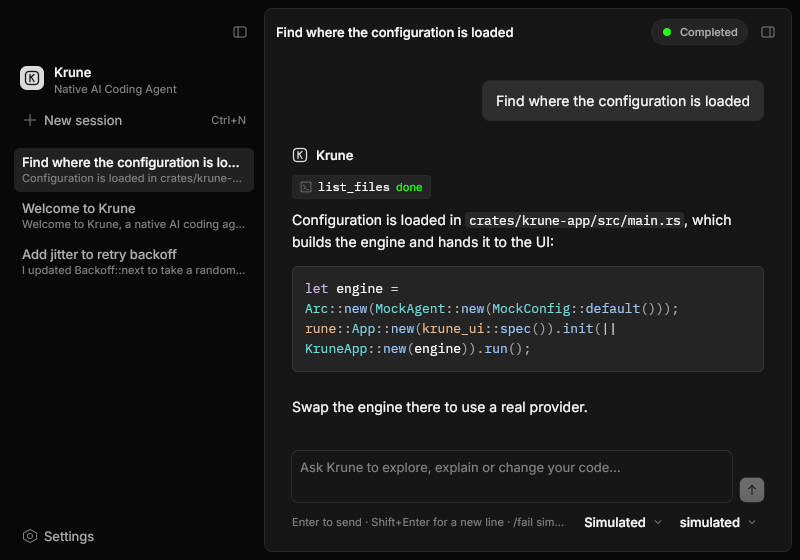 Find where the configuration is loaded
Completed
K
Krune
Native AI Coding Agent
New session
Ctrl+N
Find where the configuration is lo...
Configuration is loaded in crates/krune-...
Welcome to Krune
Welcome to Krune, a native AI coding ag...
Add jitter to retry backoff
I updated Backoff::next to take a random...
Settings
Find where the configuration is loaded
K Krune
list_files done
Configuration is loaded in crates/krune-app/src/main.rs, which
builds the engine and hands it to the UI:
let engine =
Arc::new(MockAgent::new(MockConfig::default()));
rune::App::new(krune_ui::spec()).init(||
KruneApp::new(engine)).run();
Swap the engine there to use a real provider.
Ask Krune to explore, explain or change your code...
Enter to send · Shift+Enter for a new line · /fail sim...
Simulated
simulated